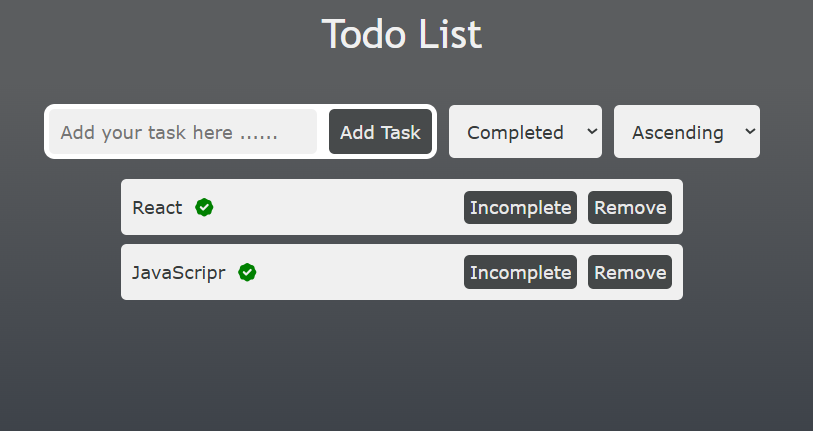 Todo List
Add your task here ...... Add Task Completed Ascending
React Incomplete Remove
JavaScripr Incomplete Remove